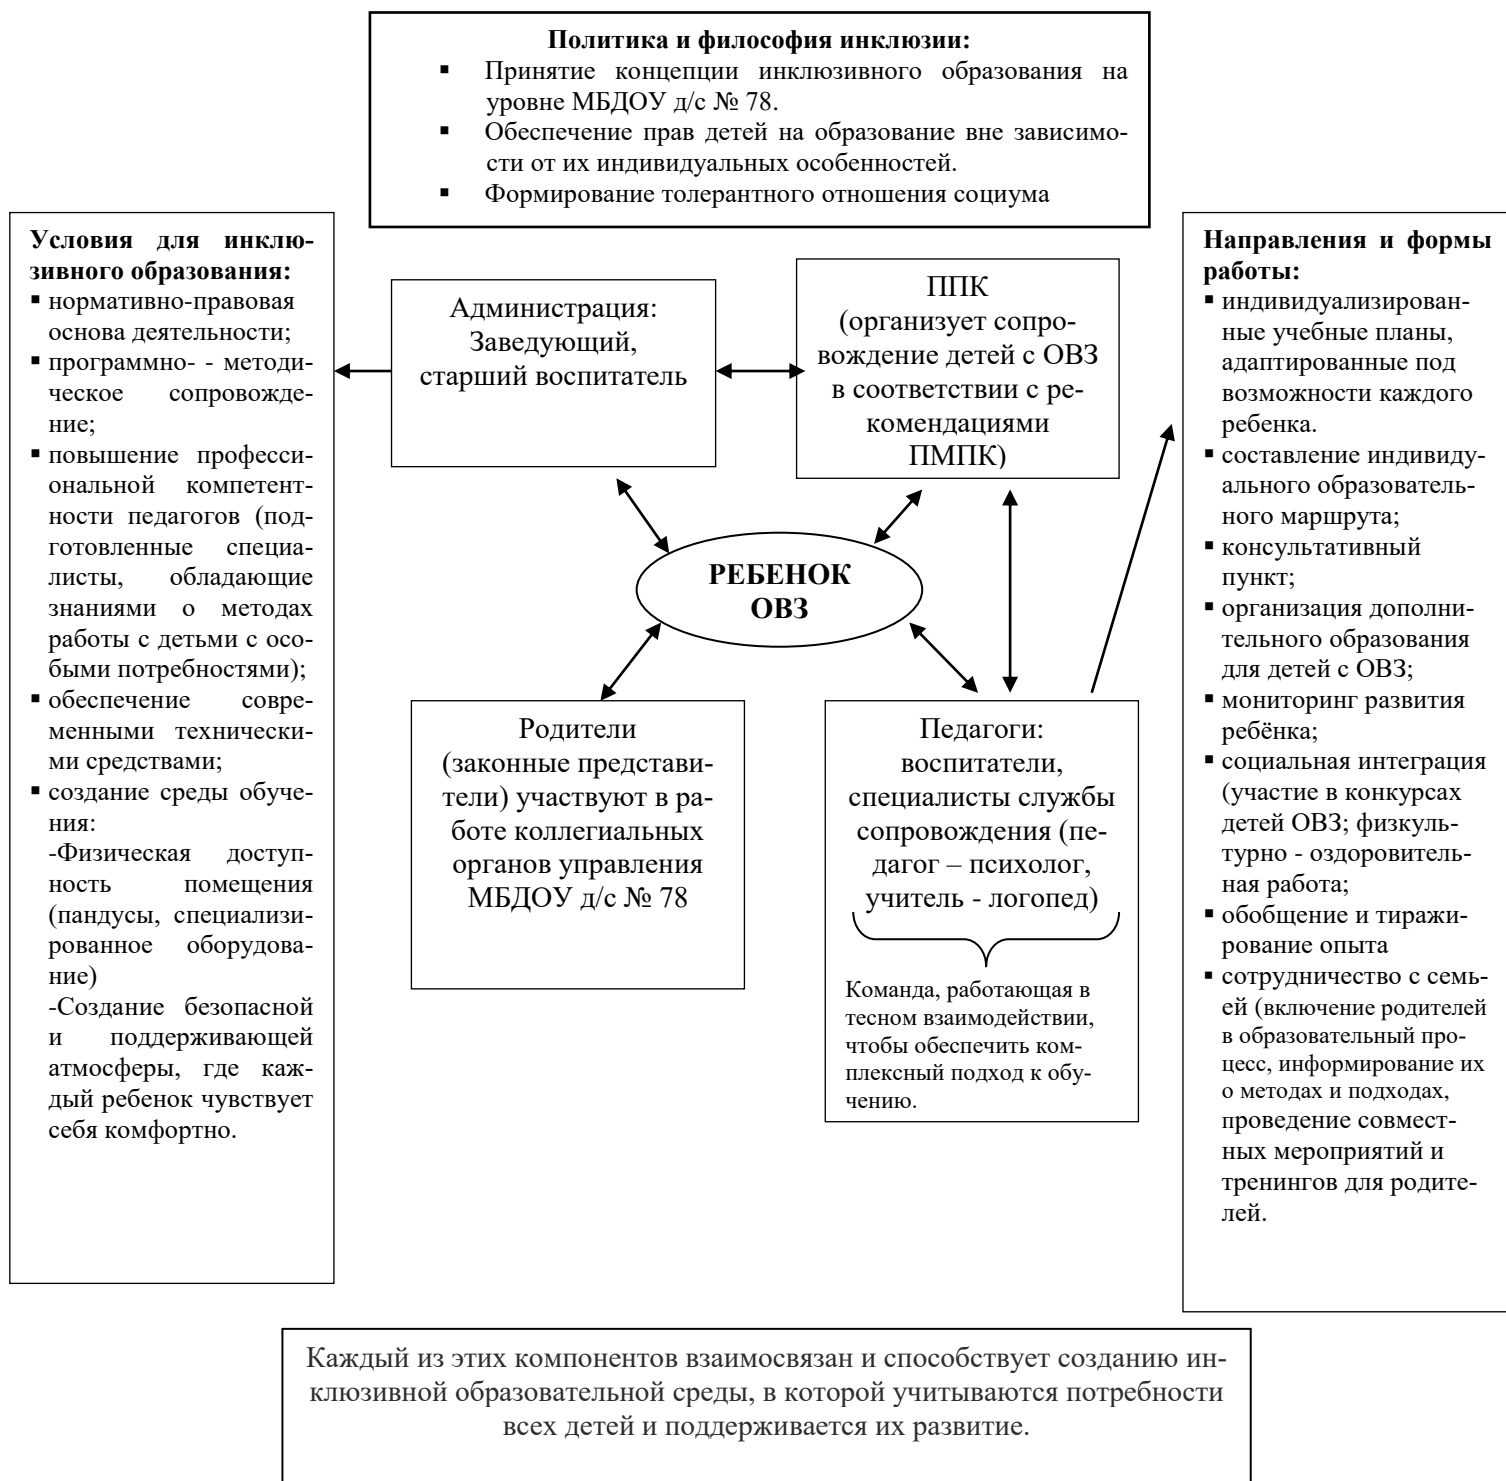 Политика и философия инклюзии:
▪ Принятие концепции инклюзивного образования на
уровне МБДОУ д/с № 78.
▪ Обеспечение прав детей на образование вне зависимо-
сти от их индивидуальных особенностей.
▪ Формирование толерантного отношения социума
Условия для инклю-
зивного образования:
▪ нормативно-правовая
основа деятельности;
▪ программно- - методи-
ческое сопровожде-
ние;
▪ повышение професси-
ональной компетент-
ности педагогов (под-
готовленные специа-
листы, обладающие
знаниями о методах
работы с детьми с осо-
быми потребностями);
▪ обеспечение совре-
менными технически-
ми средствами;
▪ создание среды обуче-
ния:
-Физическая доступ-
ность помещения
(пандусы, специализи-
рованное оборудова-
ние)
-Создание безопасной
и поддерживающей
атмосферы, где каж-
дый ребенок чувствует
себя комфортно.
Администрация:
Заведующий,
старший воспитатель
ППК
(организует сопро-
вождение детей с ОВЗ
в соответствии с ре-
комендациями
ПМПК)
РЕБЕНОК
ОВЗ
Родители
(законные представи-
тели) участвуют в ра-
боте коллегиальных
органов управления
МБДОУ д/с № 78
Педагоги:
воспитатели,
специалисты службы
сопровождения (пе-
дагог – психолог,
учитель - логопед)
Команда, работающая в
тесном взаимодействии,
чтобы обеспечить ком-
плексный подход к обу-
чению.
Направления и формы
работы:
▪ индивидуализирован-
ные учебные планы,
адаптированные под
возможности каждого
ребенка.
▪ составление индивиду-
ального образователь-
ного маршрута;
▪ консультативный
пункт;
▪ организация дополни-
тельного образования
для детей с ОВЗ;
▪ мониторинг развития
ребёнка;
▪ социальная интеграция
(участие в конкурсах
детей ОВЗ; физкуль-
турно - оздоровитель-
ная работа;
▪ обобщение и тиражи-
рование опыта
▪ сотрудничество с семь-
ей (включение родителей
в образовательный про-
цесс, информирование их
о методах и подходах,
проведение совмест-
ных мероприятий и
тренингов для родите-
лей.
Каждый из этих компонентов взаимосвязан и способствует созданию ин-
клюзивной образовательной среды, в которой учитываются потребности
всех детей и поддерживается их развитие.